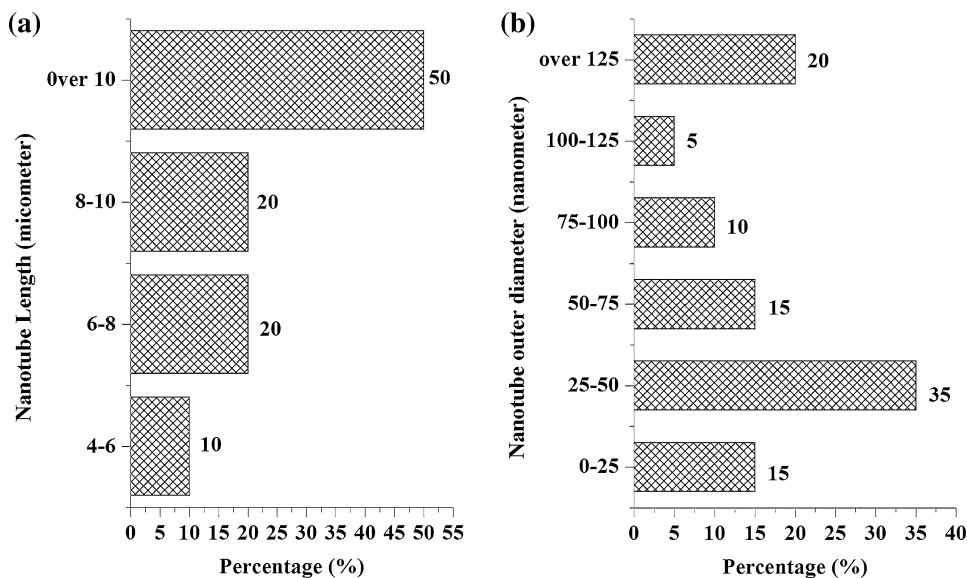 (a)
Nanotube Length (micometer)
0ver 10
50
8-10
20
6-8
20
4-6
10
0 5 10 15 20 25 30 35 40 45 50 55
Percentage (%)
(b)
Nanotube outer diameter (nanometer)
over 125
20
100-125
5
75-100
10
50-75
15
25-50
35
0-25
15
0 5 10 15 20 25 30 35 40
Percentage (%)